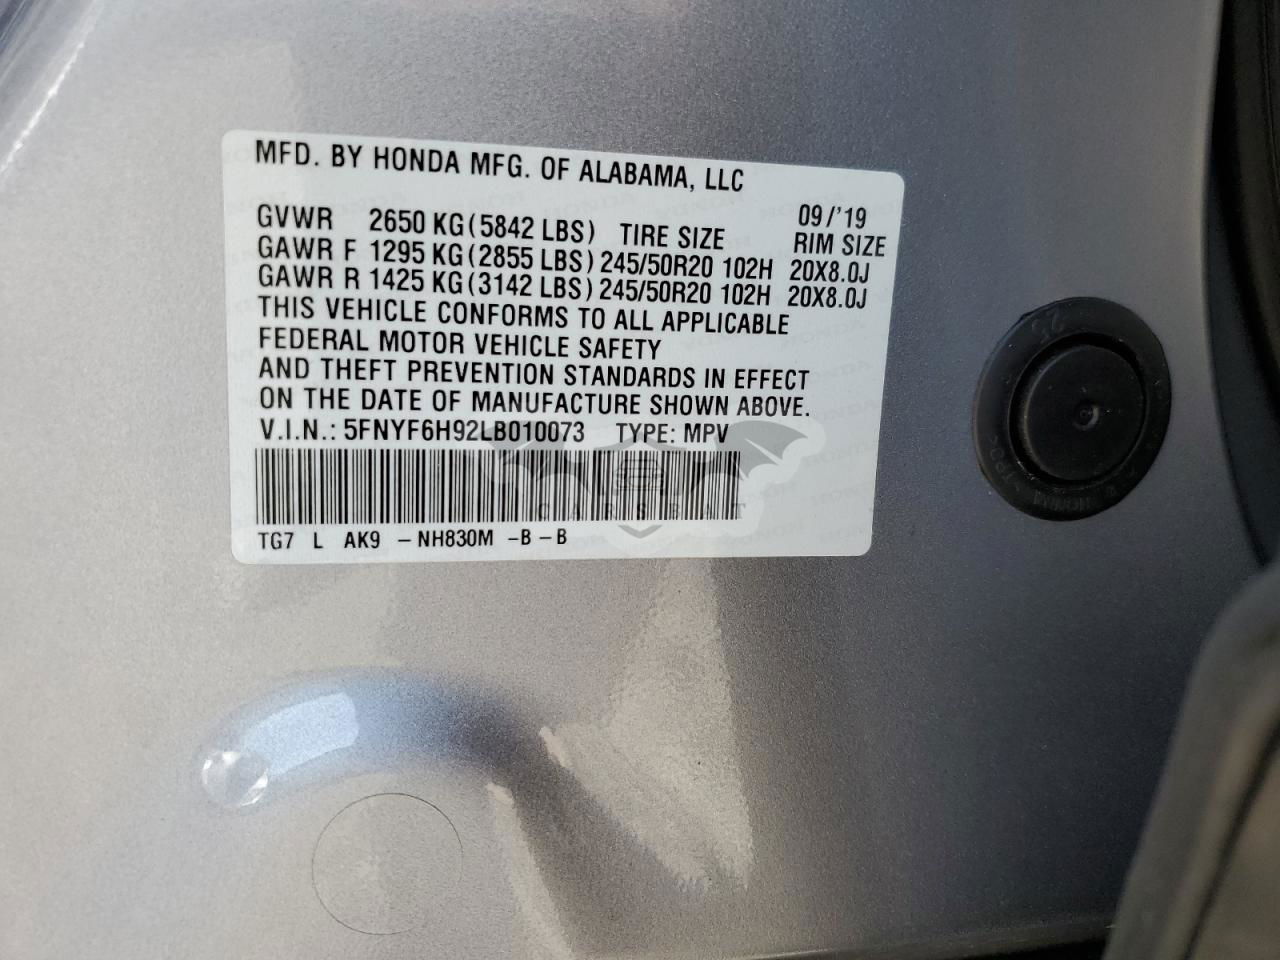 MFD. BY HONDA MFG. OF ALABAMA, LLC
09/'19
GVWR 2650 KG(5842 LBS) TIRE SIZE RIM SIZE
GAWR F 1295 KG(2855 LBS) 245/50R20 102H 20X8.0J
GAWR R 1425 KG(3142 LBS) 245/50R20 102H 20X8.0J
THIS VEHICLE CONFORMS TO ALL APPLICABLE
FEDERAL MOTOR VEHICLE SAFETY
AND THEFT PREVENTION STANDARDS IN EFFECT
ON THE DATE OF MANUFACTURE SHOWN ABOVE.
V.I.N.: 5FNYF6H92LB010073 TYPE: MPV
CARSBAT
TG7 L AK9 -NH830M -B-B
25